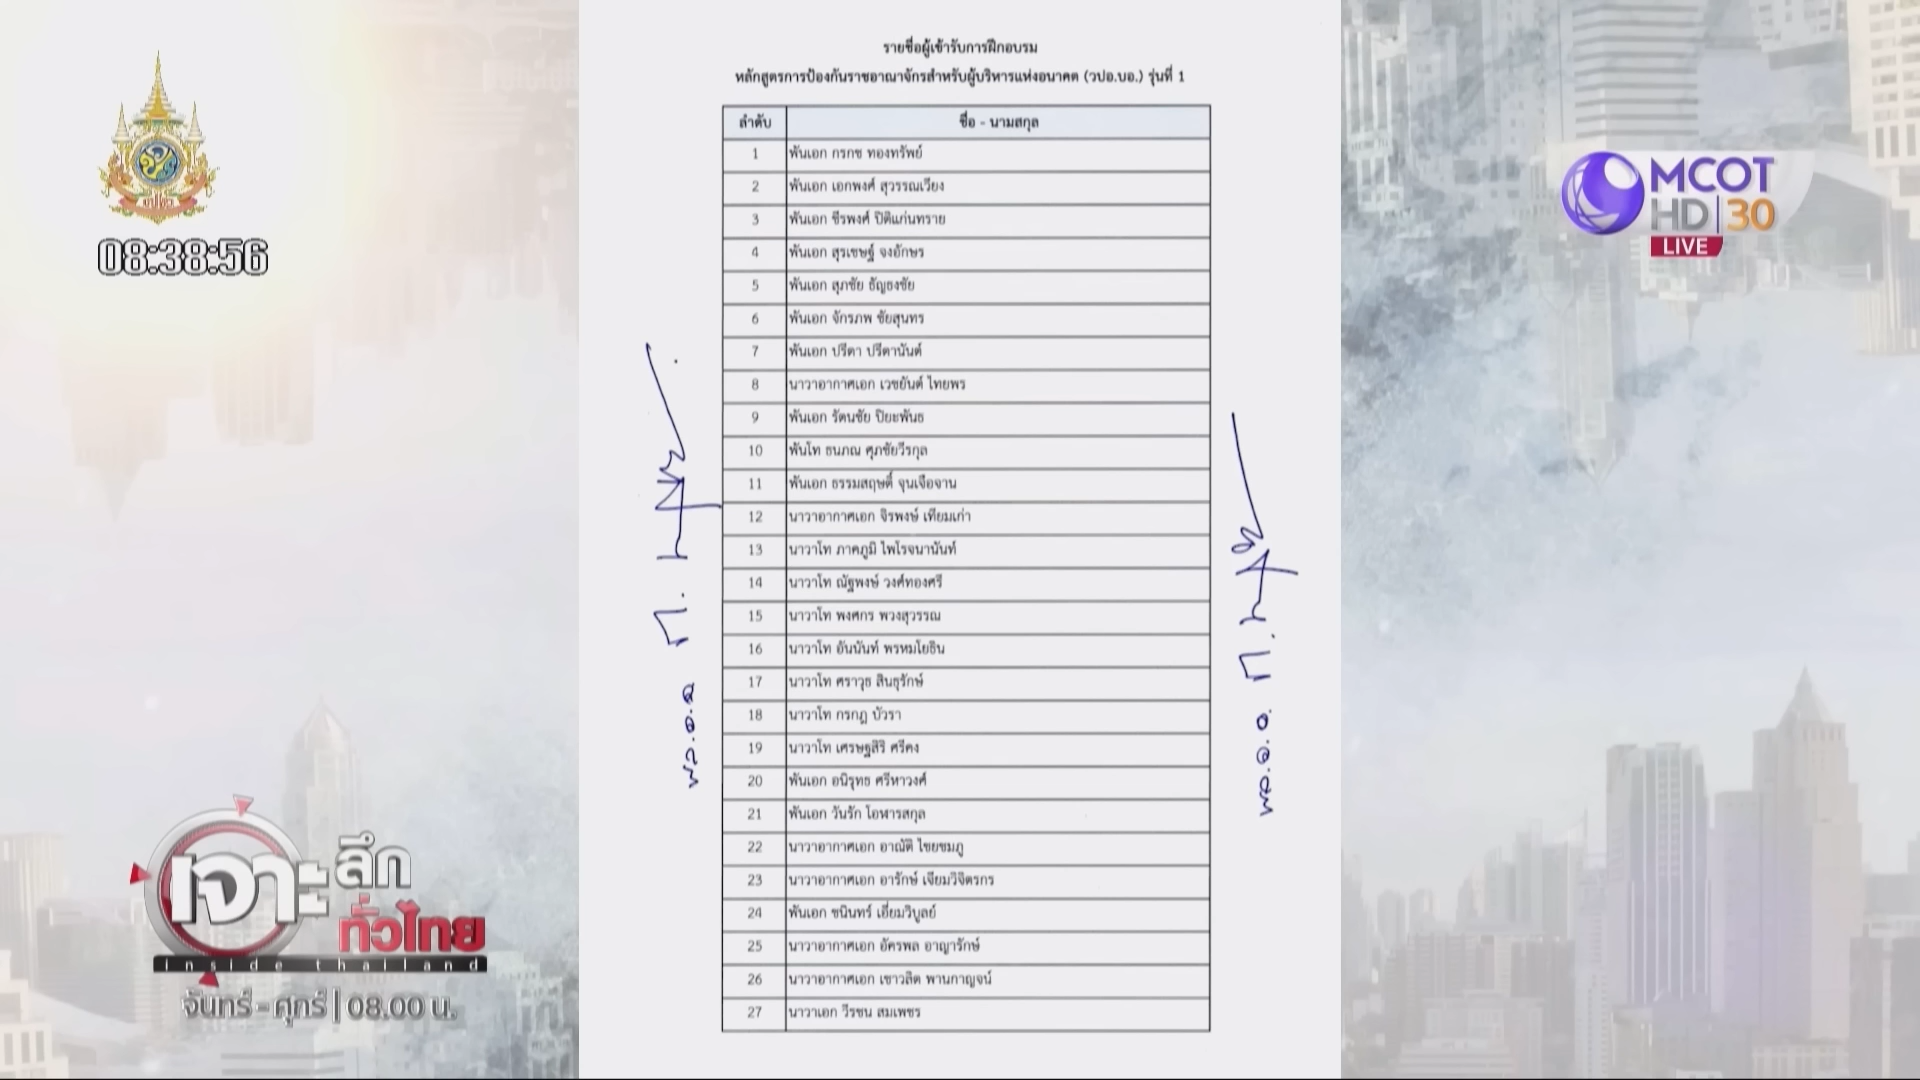 รายชื่อผู้เข้ารับการฝึกอบรม
หลักสูตรการป้องกันราชอาณาจักรสำหรับผู้บริหารแห่งอนาคต (วปอ.บอ.) รุ่นที่ 1
ลำดับ ชื่อ - นามสกุล
1 พันเอก กรกช ทองทรัพย์
2 พันเอก เอกพงศ์ สุวรรณเวียง
3 พันเอก ชีรพงศ์ ปิติแก่นทราย
4 พันเอก สุรเชษฐ์ จงอักษร
5 พันเอก สุภชัย ธัญธงชัย
6 พันเอก จักรภพ ชัยสุนทร
7 พันเอก ปรีดา ปรีดานันต์
8 นาวาอากาศเอก เวชยันต์ ไทยพร
9 พันเอก รัตนชัย ปิยะพันธ
10 พันโท ธนภณ ศุภชัยวีรกุล
11 พันเอก ธรรมสฤษดิ์ จุนเจือจาน
12 นาวาอากาศเอก จิรพงษ์ เทียมเก่า
13 นาวาโท ภาคภูมิ ไพโรจนานันท์
14 นาวาโท ณัฐพงษ์ วงศ์ทองศรี
15 นาวาโท พงศกร พวงสุวรรณ
16 นาวาโท อันนันท์ พรหมโยธิน
17 นาวาโท ศราวุธ สินธุรักษ์
18 นาวาโท กรกฎ บัวรา
19 นาวาโท เศรษฐสิริ ศรีคง
20 พันเอก อนิรุทธ ศรีหาวงศ์
21 พันเอก วันรัก โอฬารสกุล
22 นาวาอากาศเอก อาณัติ ไชยชมภู
23 นาวาอากาศเอก อารักษ์ เจียมวิจิตรกร
24 พันเอก ชนินทร์ เอี่ยมวิบูลย์
25 นาวาอากาศเอก อัครพล อาญารักษ์
26 นาวาอากาศเอก เชาวลิต พานกาญจน์
27 นาวาเอก วีรชน สมเพชร
08:38:56
MCOT
HD 30
LIVE
เจาะลึก
ทั่วไทย
inside thailand
จันทร์ - ศุกร์ | 08.00 น.